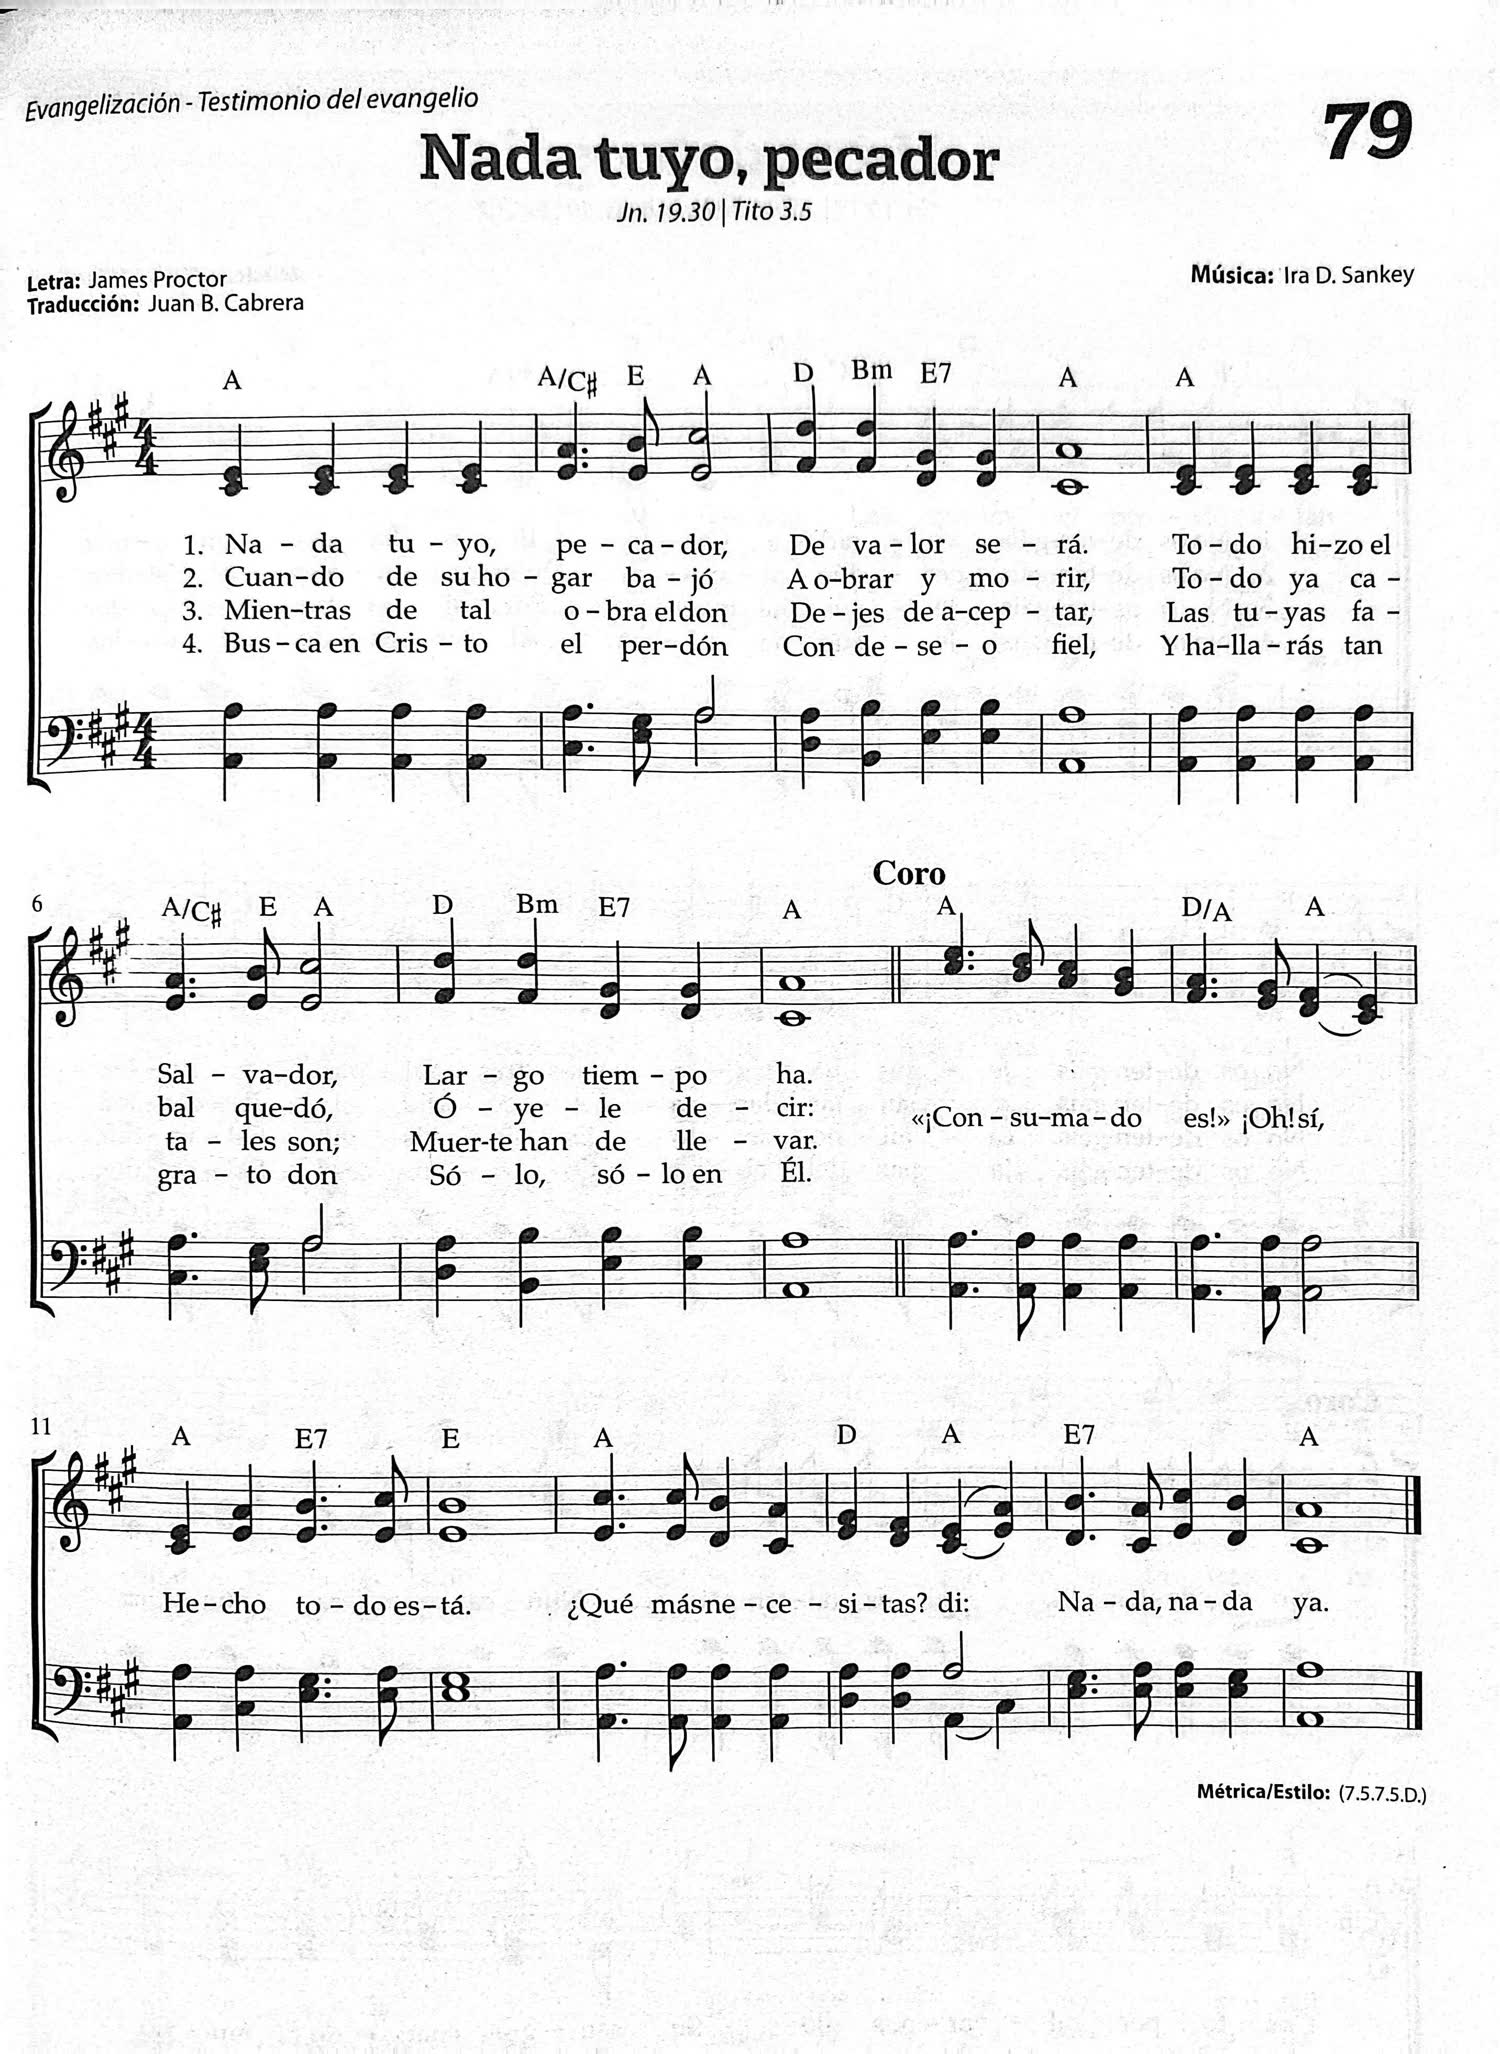 Evangelización - Testimonio del evangelio
79
Nada tuyo, pecador
Jn. 19.30 | Tito 3.5
Letra: James Proctor
Música: Ira D. Sankey
Traducción: Juan B. Cabrera
A A/C♯ E A D Bm E7 A A
4 4
1. Na – da tu – yo, pe – ca – dor, De va – lor se – rá. To – do hi – zo el
2. Cuan – do de su ho – gar ba – jó A o – brar y mo – rir, To – do ya ca –
3. Mien – tras de tal o – bra el don De – jes de a – cep – tar, Las tu – yas fa –
4. Bus – ca en Cris – to el per – dón Con de – se – o fiel, Y ha – lla – rás tan
4 4
Coro
6 A/C♯ E A D Bm E7 A A D/A A
Sal – va – dor, Lar – go tiem – po ha.
bal que – dó, Ó – ye – le de – cir: «¡Con – su – ma – do es!» ¡Oh! sí,
ta – les son; Muer – te han de lle – var.
gra – to don Só – lo, só – lo en Él.
11 A E7 E A D A E7 A
He – cho to – do es – tá. ¿Qué más ne – ce – si – tas? di: Na – da, na – da ya.
Métrica/Estilo: (7.5.7.5.D.)